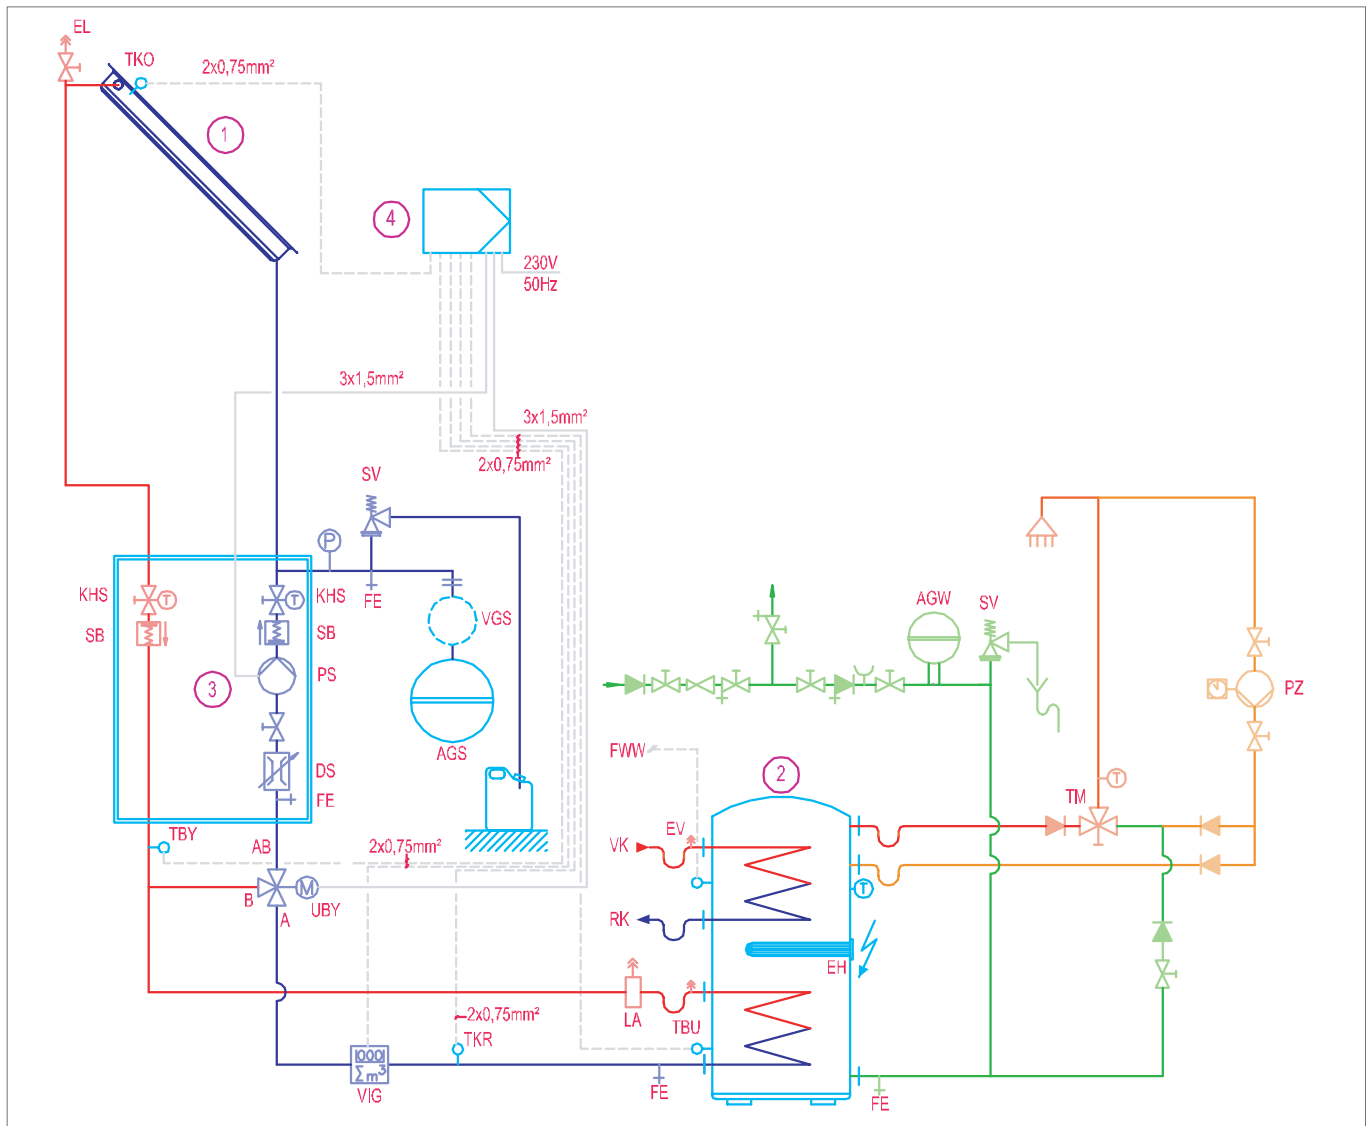 EL
TKO
2x0,75mm²
1
4
230V
50Hz
3x1,5mm²
3x1,5mm²
2x0,75mm²
SV
P
KHS
T
T
KHS
FE
VGS
AGW
SV
SB
SB
3
PS
PZ
AGS
FWW
DS
2
T
FE
TM
TBY
AB
2x0,75mm²
EV
VK
B
M
T
A
UBY
RK
EH
LA
TBU
2x0,75mm²
TKR
000
Σm³
VIG
FE
FE